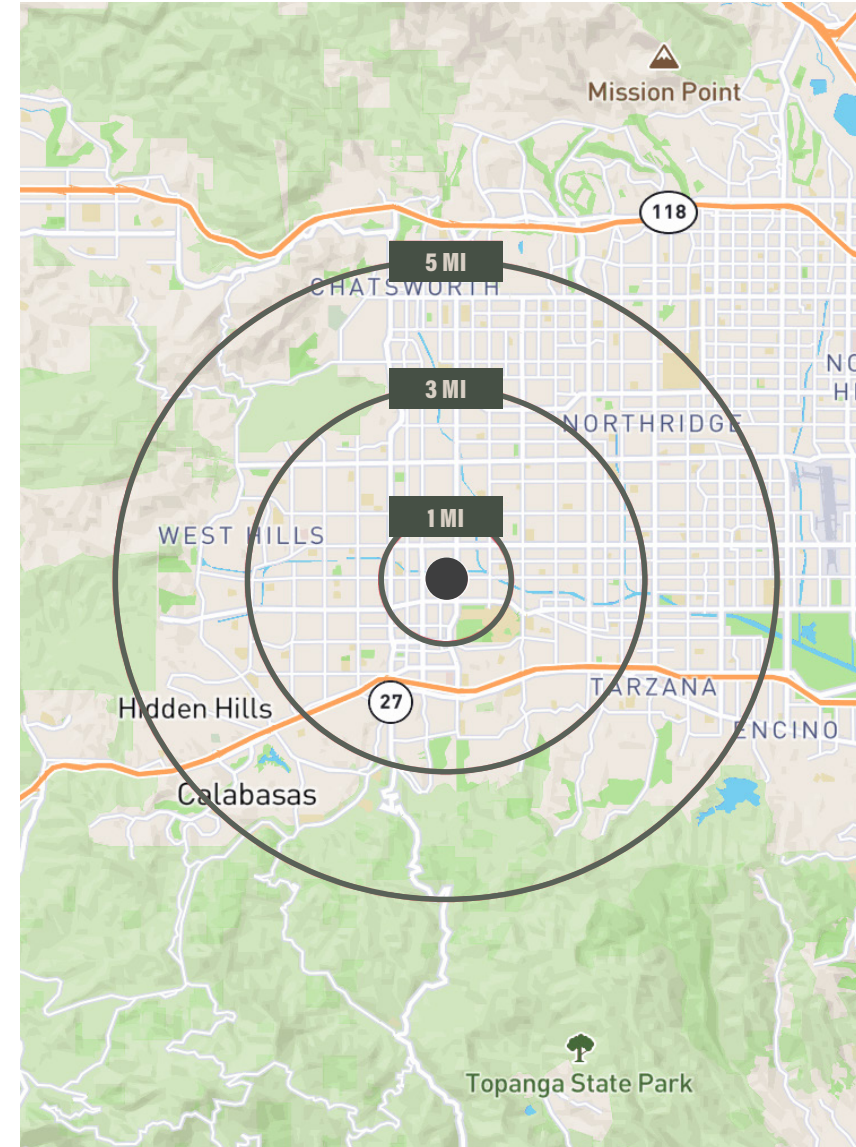 Mission Point
118
5 MI
CHATSWORTH
3 MI
NORTHRIDGE
1 MI
WEST HILLS
TARZANA
27
Hidden Hills
ENCINO
Calabasas
Topanga State Park